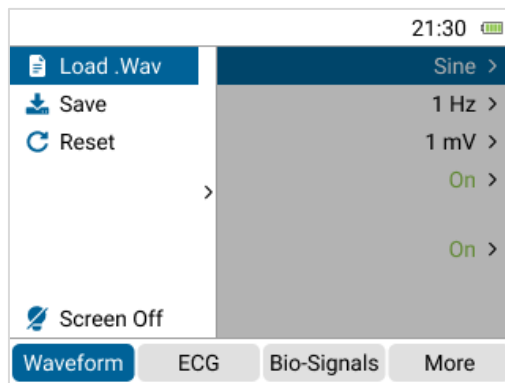 21:30
Load .Wav
Sine >
Save
1 Hz >
Reset
1 mV >
On >
>
On >
Screen Off
Waveform ECG Bio-Signals More